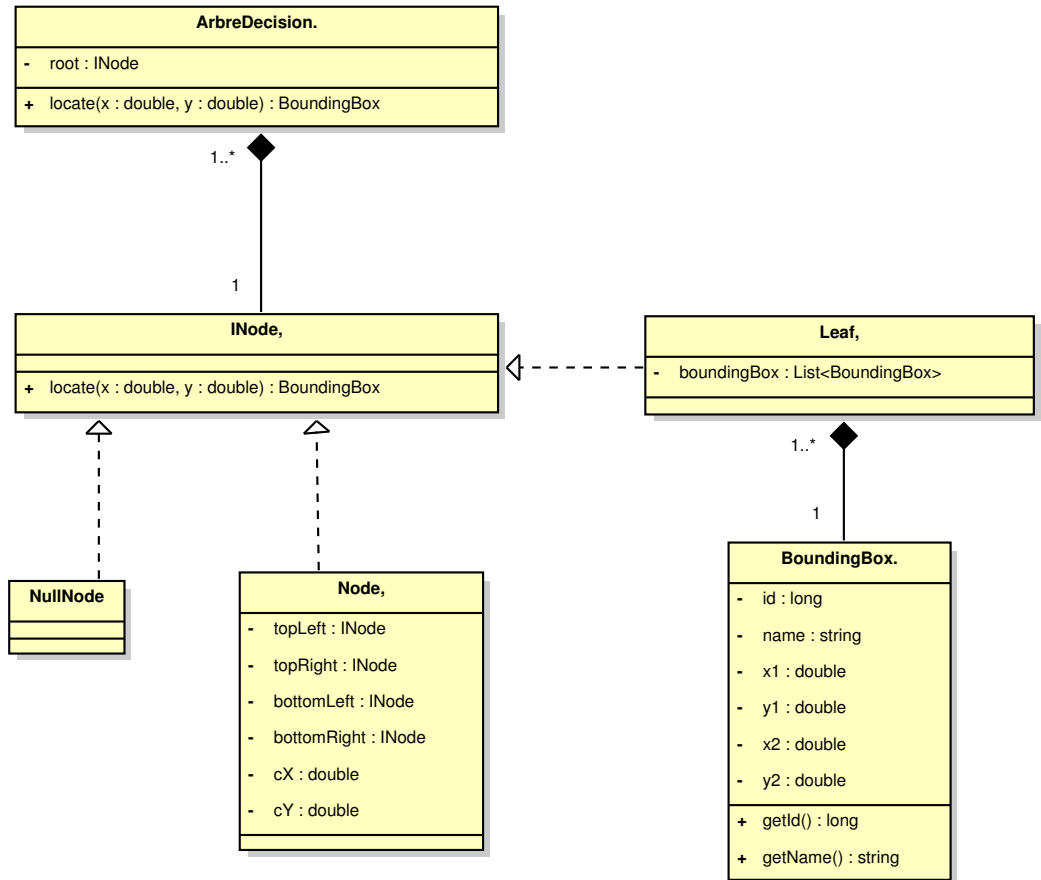 ArbreDecision.
- root : INode
+ locate(x : double, y : double) : BoundingBox
1..*
1
INode,
+ locate(x : double, y : double) : BoundingBox
Leaf,
- boundingBox : List<BoundingBox>
1..*
1
NullNode
Node,
- topLeft : INode
- topRight : INode
- bottomLeft : INode
- bottomRight : INode
- cX : double
- cY : double
BoundingBox.
- id : long
- name : string
- x1 : double
- y1 : double
- x2 : double
- y2 : double
+ getId() : long
+ getName() : string